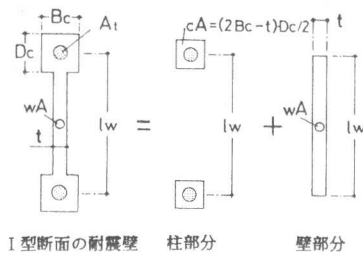 Bc
At
Dc
wA
t
lw
=
cA=(2Bc-t)·Dc/2
lw
+
t
wA
lw
I型断面の耐震壁
柱部分
壁部分